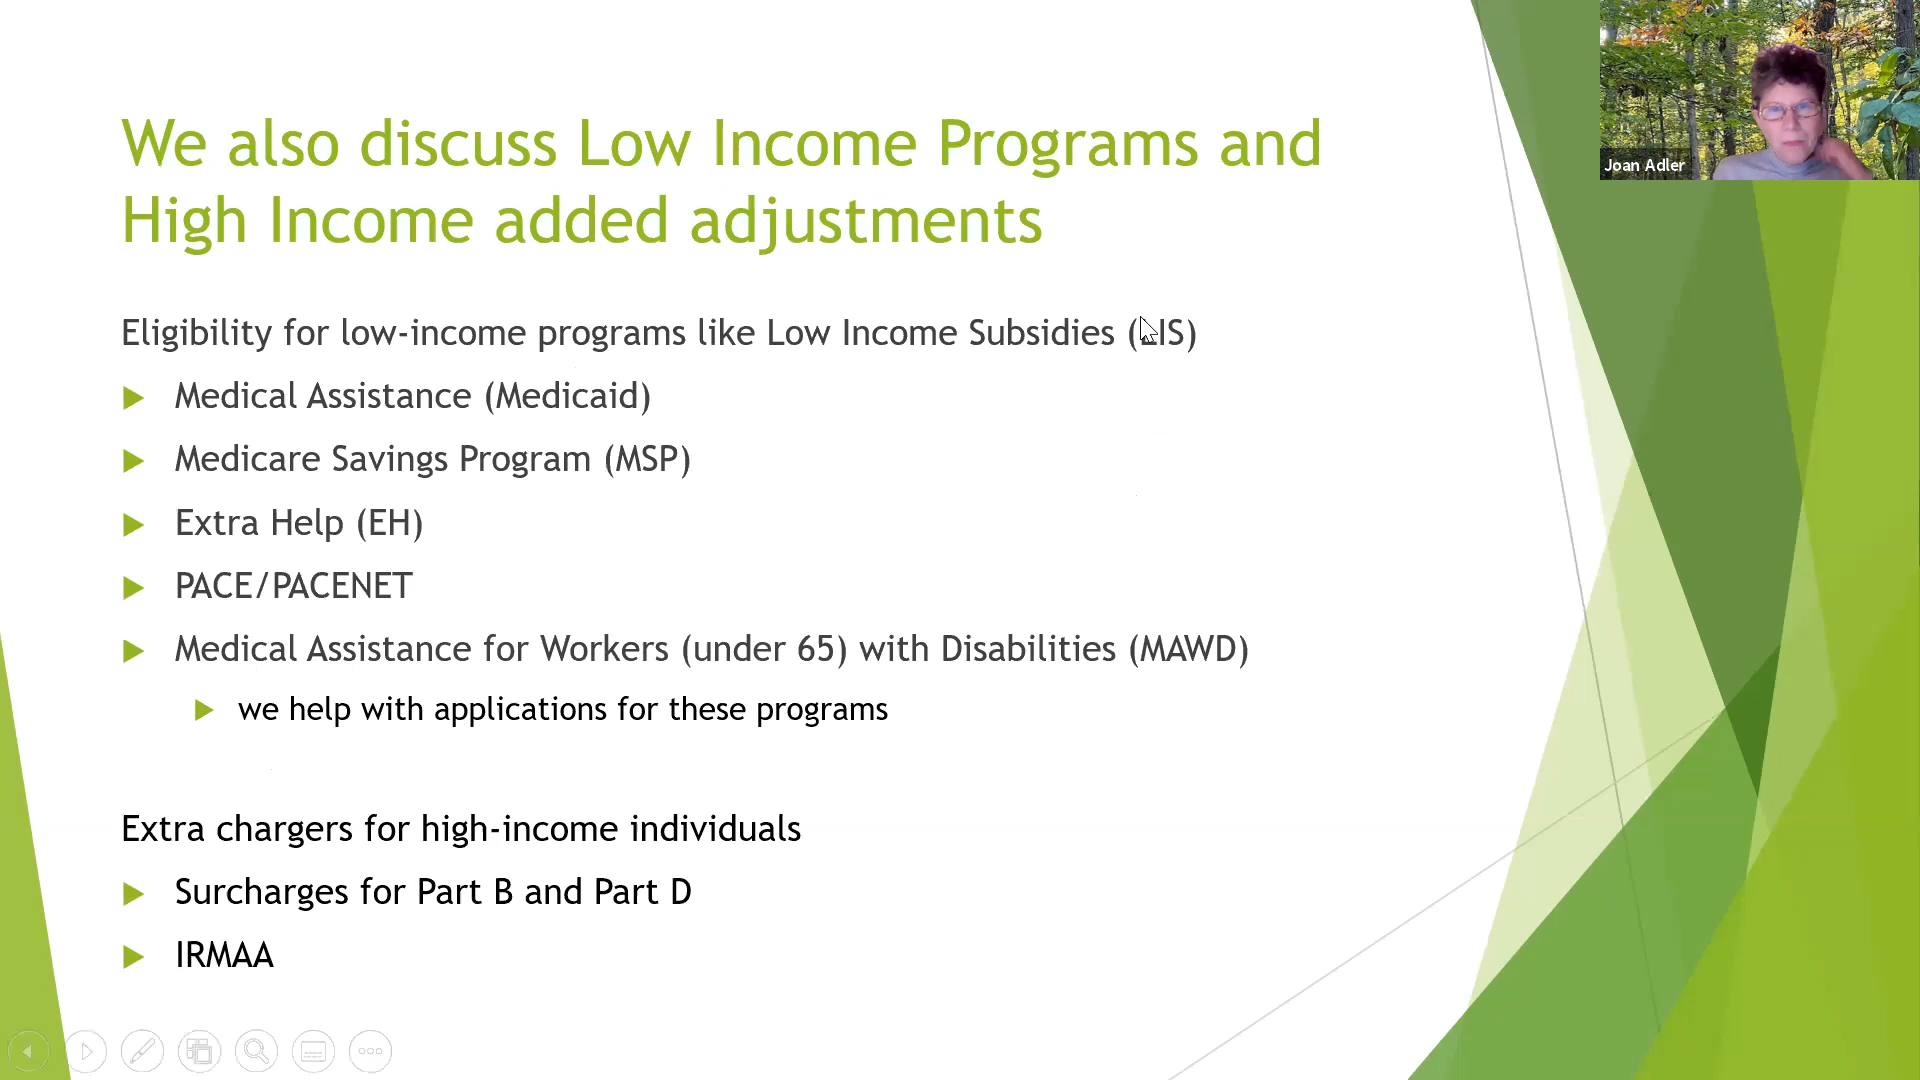 We also discuss Low Income Programs and
High Income added adjustments
Joan Adler
Eligibility for low-income programs like Low Income Subsidies (LIS)
Medical Assistance (Medicaid)
Medicare Savings Program (MSP)
Extra Help (EH)
PACE/PACENET
Medical Assistance for Workers (under 65) with Disabilities (MAWD)
we help with applications for these programs
Extra chargers for high-income individuals
Surcharges for Part B and Part D
IRMAA